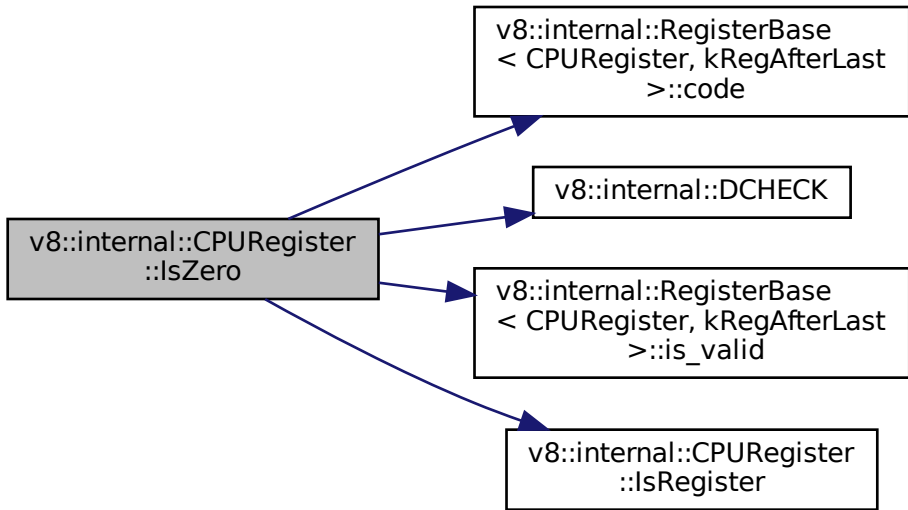 v8::internal::RegisterBase
< CPURegister, kRegAfterLast
>::code
v8::internal::DCHECK
v8::internal::CPURegister
::IsZero
v8::internal::RegisterBase
< CPURegister, kRegAfterLast
>::is_valid
v8::internal::CPURegister
::IsRegister